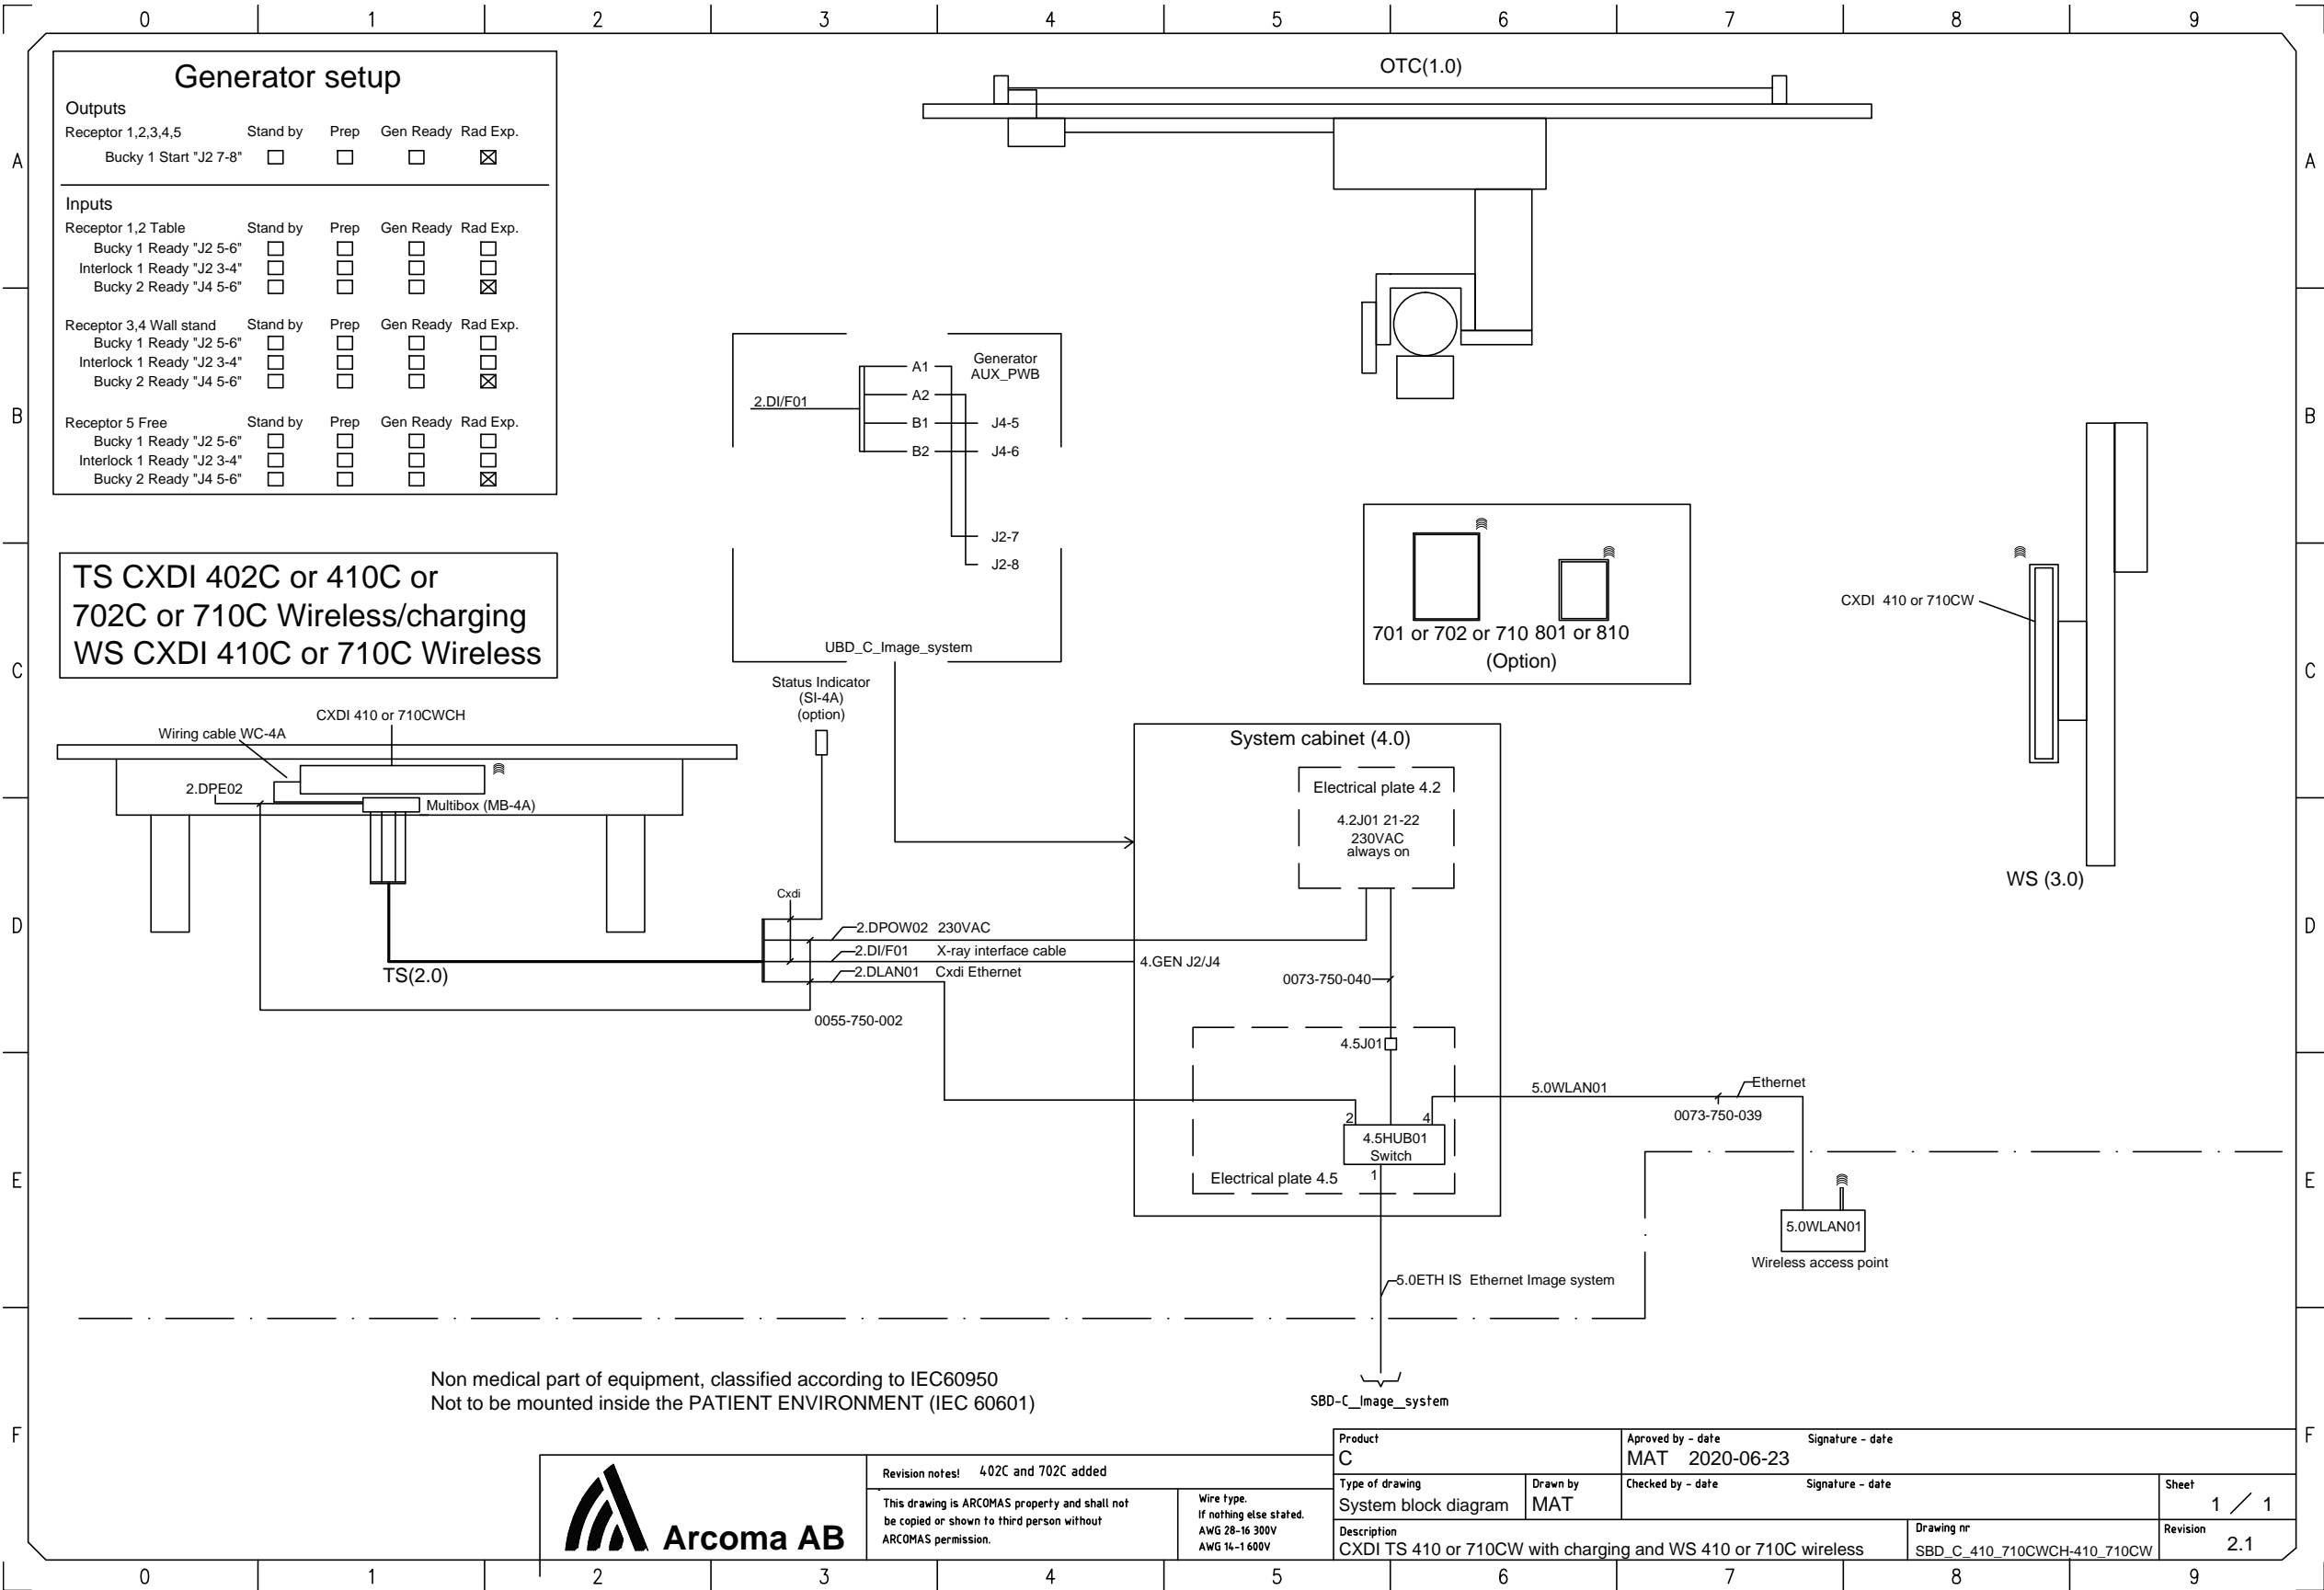 0 1 2 3 4 5 6 7 8 9
Generator setup
Outputs
Receptor 1,2,3,4,5 Stand by Prep Gen Ready Rad Exp.
Bucky 1 Start "J2 7-8"
Inputs
Receptor 1,2 Table Stand by Prep Gen Ready Rad Exp.
Bucky 1 Ready "J2 5-6"
Interlock 1 Ready "J2 3-4"
Bucky 2 Ready "J4 5-6"
Receptor 3,4 Wall stand Stand by Prep Gen Ready Rad Exp.
Bucky 1 Ready "J2 5-6"
Interlock 1 Ready "J2 3-4"
Bucky 2 Ready "J4 5-6"
Receptor 5 Free Stand by Prep Gen Ready Rad Exp.
Bucky 1 Ready "J2 5-6"
Interlock 1 Ready "J2 3-4"
Bucky 2 Ready "J4 5-6"
OTC(1.0)
A A
B B
C C
D D
E E
F F
Generator
AUX_PWB
2.DI/F01
A1
A2
B1 J4-5
B2 J4-6
J2-7
J2-8
UBD_C_Image_system
TS CXDI 402C or 410C or
702C or 710C Wireless/charging
WS CXDI 410C or 710C Wireless
701 or 702 or 710 801 or 810
(Option)
CXDI 410 or 710CW
WS (3.0)
Status Indicator
(SI-4A)
(option)
CXDI 410 or 710CWCH
Wiring cable WC-4A
2.DPE02
Multibox (MB-4A)
TS(2.0)
System cabinet (4.0)
Electrical plate 4.2
4.2J01 21-22
230VAC
always on
Cxdi
2.DPOW02 230VAC
2.DI/F01 X-ray interface cable
2.DLAN01 Cxdi Ethernet
4.GEN J2/J4
0055-750-002
0073-750-040
4.5J01
2 4
4.5HUB01
Switch
1
Electrical plate 4.5
5.0WLAN01
Ethernet
0073-750-039
5.0WLAN01
Wireless access point
5.0ETH IS Ethernet Image system
SBD-C_Image_system
Non medical part of equipment, classified according to IEC60950
Not to be mounted inside the PATIENT ENVIRONMENT (IEC 60601)
Arcoma AB
Revision notes! 402C and 702C added
This drawing is ARCOMAS property and shall not
be copied or shown to third person without
ARCOMAS permission.
Wire type.
If nothing else stated.
AWG 28-16 300V
AWG 14-1 600V
Product
C
Aproved by - date Signature - date
MAT 2020-06-23
Type of drawing
System block diagram
Drawn by
MAT
Checked by - date Signature - date
Sheet
1 / 1
Description
CXDI TS 410 or 710CW with charging and WS 410 or 710C wireless
Drawing nr
SBD_C_410_710CWCH-410_710CW
Revision
2.1
0 1 2 3 4 5 6 7 8 9